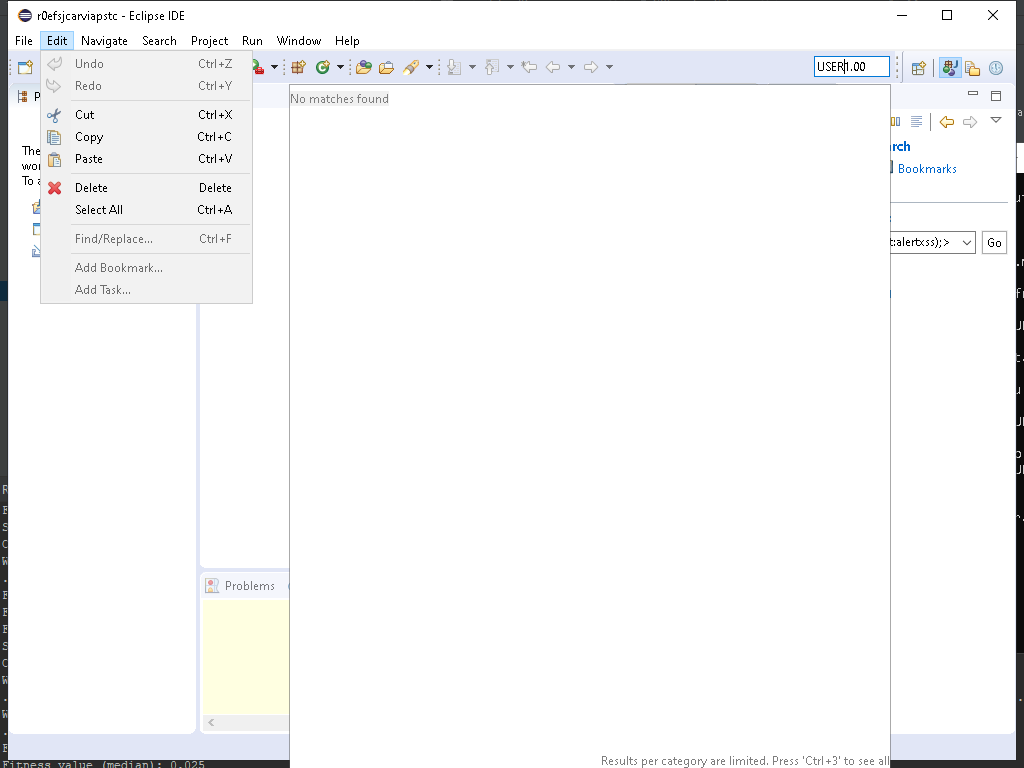 r0efsjcarviapstc - Eclipse IDE
File Edit Navigate Search Project Run Window Help
Undo Ctrl+Z
Redo Ctrl+Y
Cut Ctrl+X
Copy Ctrl+C
Paste Ctrl+V
Delete Delete
Select All Ctrl+A
Find/Replace... Ctrl+F
Add Bookmark...
Add Task...
USER1.00
No matches found
P
The
wor
To a
rch
Bookmarks
t:alertxss);>
Go
Problems
Results per category are limited. Press 'Ctrl+3' to see all
Fitness value (median): 0.025